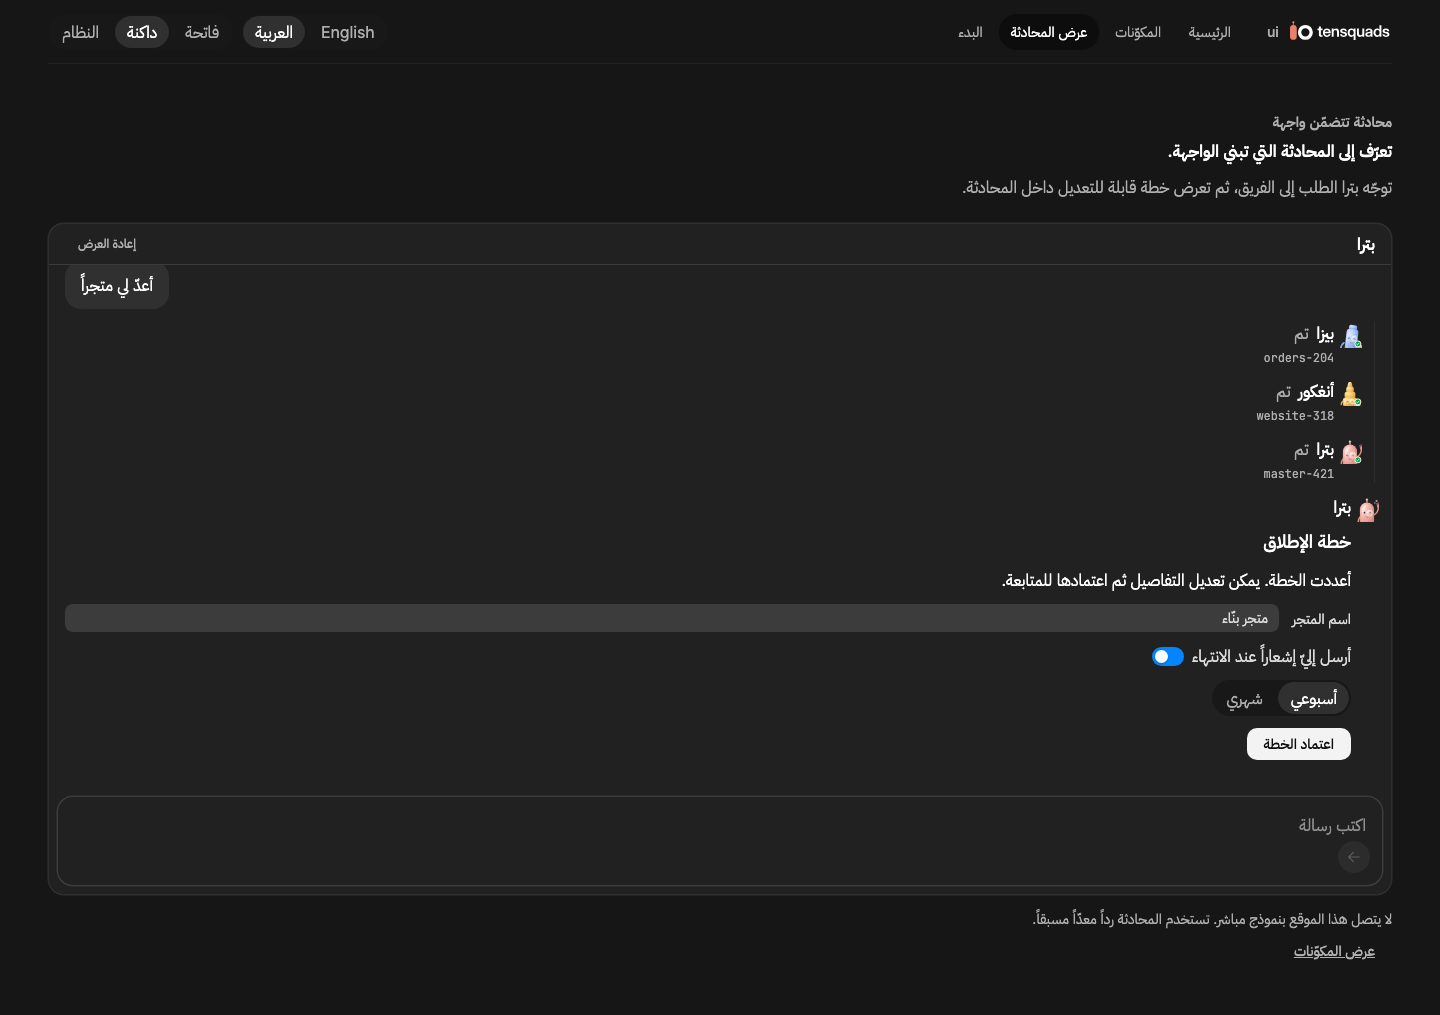 tensquads ui
الرئيسية
المكوّنات
عرض المحادثة
البدء
English
العربية
فاتحة
داكنة
النظام
محادثة تتضمّن واجهة
تعرّف إلى المحادثة التي تبني الواجهة.
توجّه بترا الطلب إلى الفريق، ثم تعرض خطة قابلة للتعديل داخل المحادثة.
بترا
إعادة العرض
أعدّ لي متجراً
بيزا تم
orders-204
أنغكور تم
website-318
بترا تم
master-421
بترا
خطة الإطلاق
أعددت الخطة. يمكن تعديل التفاصيل ثم اعتمادها للمتابعة.
اسم المتجر
متجر بنّاء
أرسل إليّ إشعاراً عند الانتهاء
أسبوعي
شهري
اعتماد الخطة
اكتب رسالة
لا يتصل هذا الموقع بنموذج مباشر. تستخدم المحادثة رداً معدّاً مسبقاً.
عرض المكوّنات